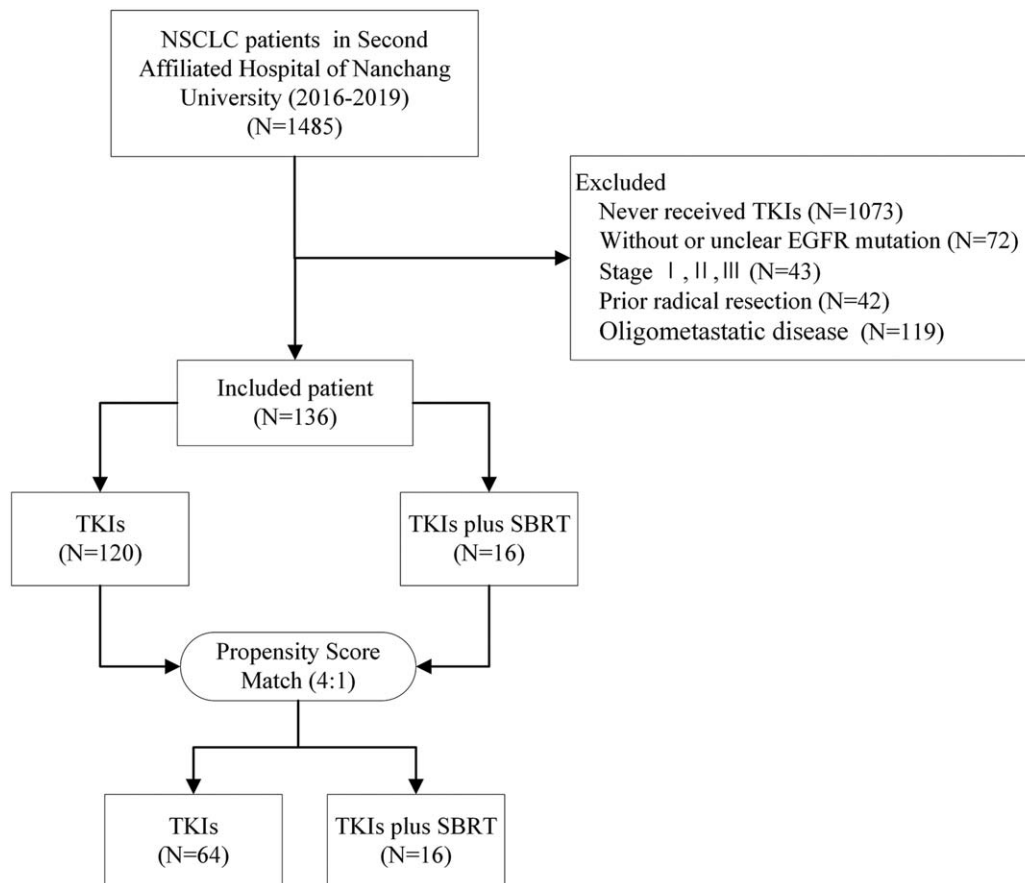 NSCLC patients in Second
Affiliated Hospital of Nanchang
University (2016-2019)
(N=1485)
Excluded
Never received TKIs (N=1073)
Without or unclear EGFR mutation (N=72)
Stage Ⅰ,Ⅱ,Ⅲ (N=43)
Prior radical resection (N=42)
Oligometastatic disease (N=119)
Included patient
(N=136)
TKIs
(N=120)
TKIs plus SBRT
(N=16)
Propensity Score
Match (4:1)
TKIs
(N=64)
TKIs plus SBRT
(N=16)